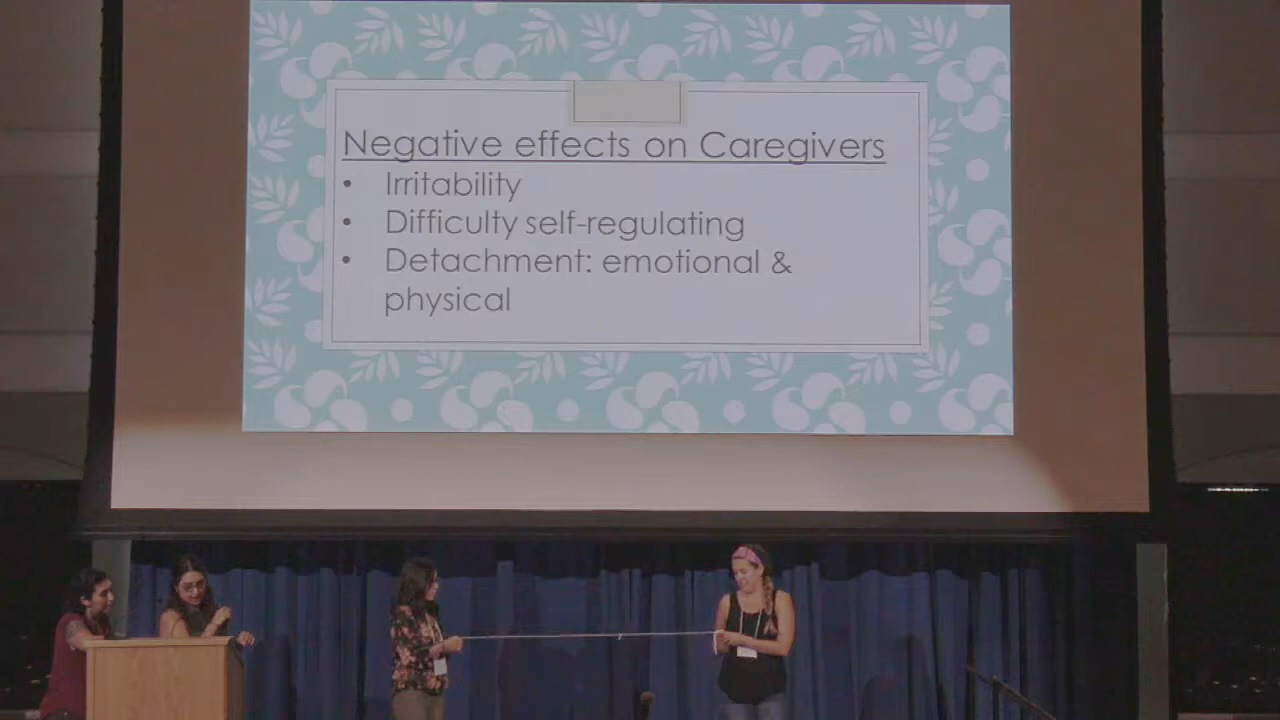 Negative effects on Caregivers
• Irritability
• Difficulty self-regulating
• Detachment: emotional &
physical